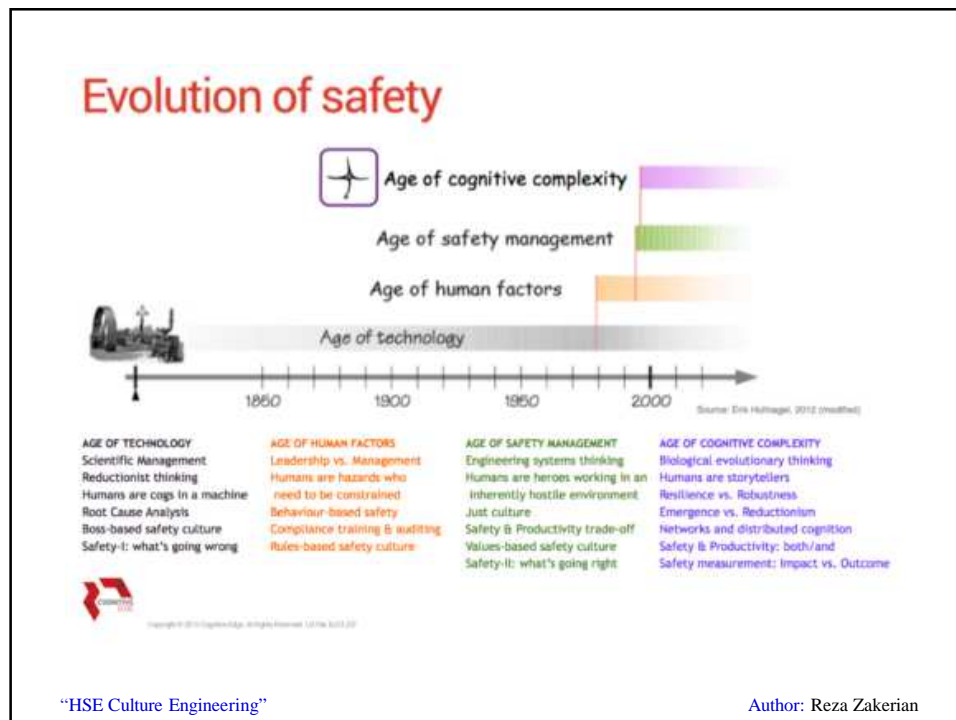 Evolution of safety
Age of cognitive complexity
Age of safety management
Age of human factors
Age of technology
1850 1900 1950 2000
Source: Erik Hollnagel, 2012 (modified)
AGE OF TECHNOLOGY
Scientific Management
Reductionist thinking
Humans are cogs in a machine
Root Cause Analysis
Boss-based safety culture
Safety-I: what's going wrong
AGE OF HUMAN FACTORS
Leadership vs. Management
Humans are hazards who
need to be constrained
Behaviour-based safety
Compliance training & auditing
Rules-based safety culture
AGE OF SAFETY MANAGEMENT
Engineering systems thinking
Humans are heroes working in an
inherently hostile environment
Just culture
Safety & Productivity trade-off
Values-based safety culture
Safety-II: what's going right
AGE OF COGNITIVE COMPLEXITY
Biological evolutionary thinking
Humans are storytellers
Resilience vs. Robustness
Emergence vs. Reductionism
Networks and distributed cognition
Safety & Productivity: both/and
Safety measurement: Impact vs. Outcome
COGNITIVE
EDGE
Cognitive Edge. All Rights Reserved.
“HSE Culture Engineering” Author: Reza Zakerian